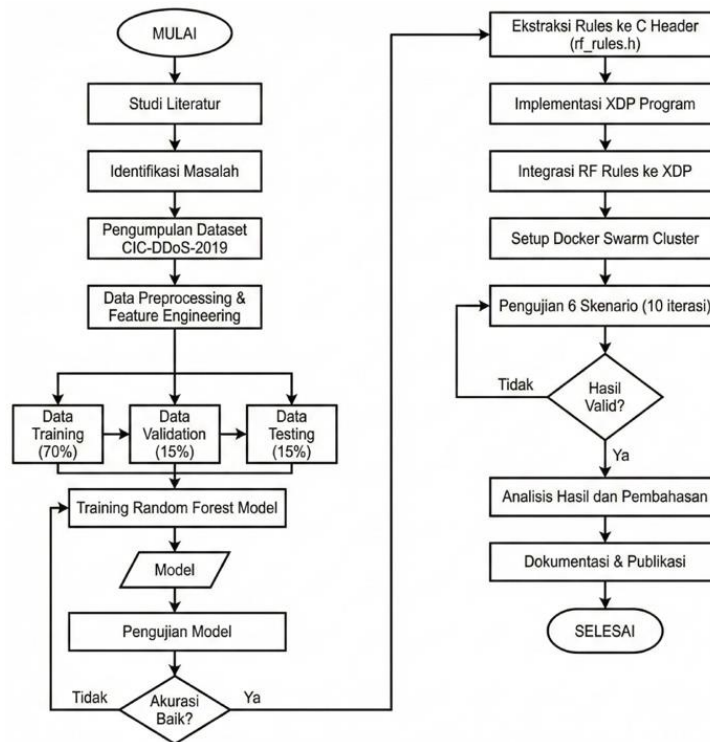 MULAI
Studi Literatur
Identifikasi Masalah
Pengumpulan Dataset
CIC-DDoS-2019
Data Preprocessing &
Feature Engineering
Data
Training
(70%)
Data
Validation
(15%)
Data
Testing
(15%)
Training Random Forest Model
Model
Pengujian Model
Tidak
Akurasi
Baik?
Ya
Ekstraksi Rules ke C Header
(rf_rules.h)
Implementasi XDP Program
Integrasi RF Rules ke XDP
Setup Docker Swarm Cluster
Pengujian 6 Skenario (10 iterasi)
Tidak
Hasil
Valid?
Ya
Analisis Hasil dan Pembahasan
Dokumentasi & Publikasi
SELESAI